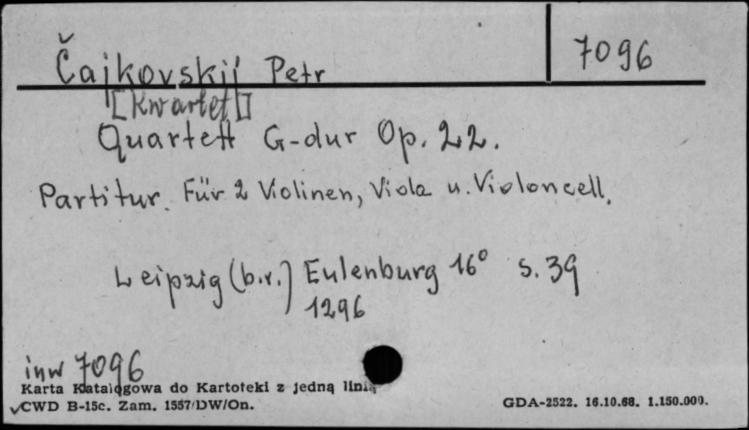 Čajkovskij Petr 7096
[Kwartet]
Quartett G-dur Op. 22.
Partitur. Für 2 Violinen, Viola u. Violoncell.
Leipzig (b.r.) Eulenburg 16° s. 39
1296
inw 7096
Karta Katalogowa do Kartoteki z jedną linią
✓CWD B-15c. Zam. 1557/DW/On. GDA-2522. 16.10.68. 1.150.000.